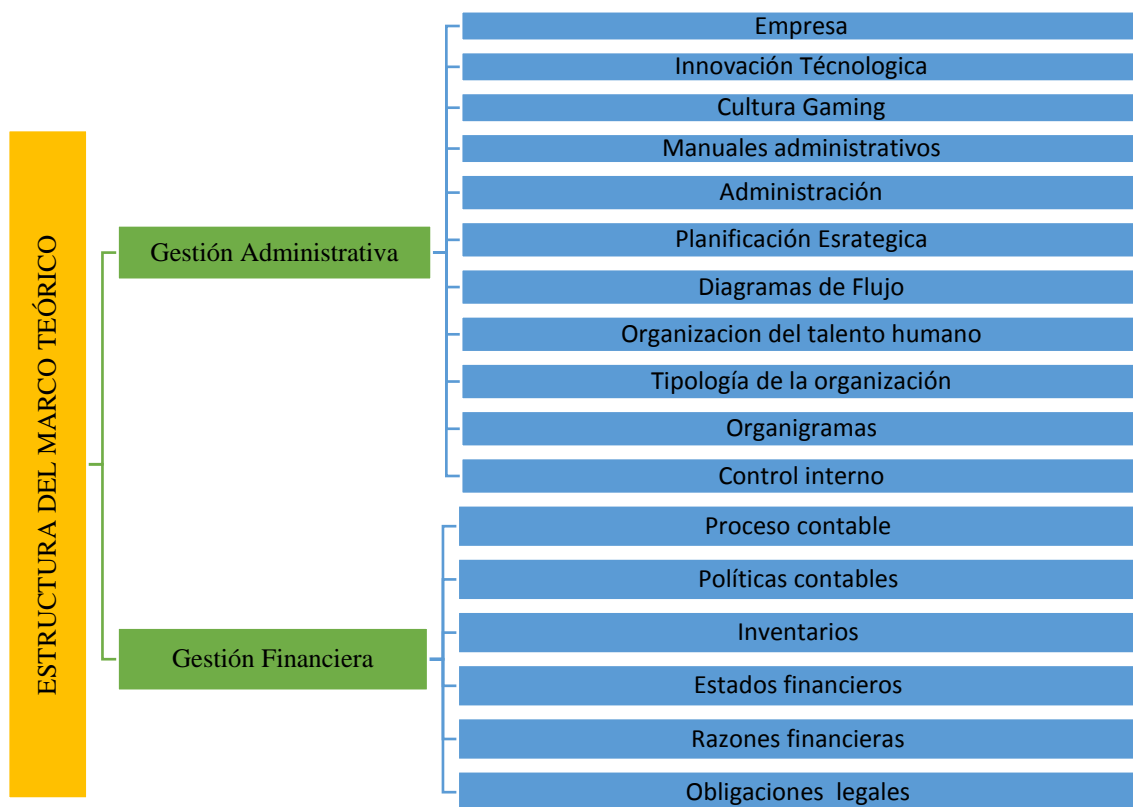 ESTRUCTURA DEL MARCO TEÓRICO
Gestión Administrativa
Empresa
Innovación Técnologica
Cultura Gaming
Manuales administrativos
Administración
Planificación Esrategica
Diagramas de Flujo
Organizacion del talento humano
Tipología de la organización
Organigramas
Control interno
Gestión Financiera
Proceso contable
Políticas contables
Inventarios
Estados financieros
Razones financieras
Obligaciones legales